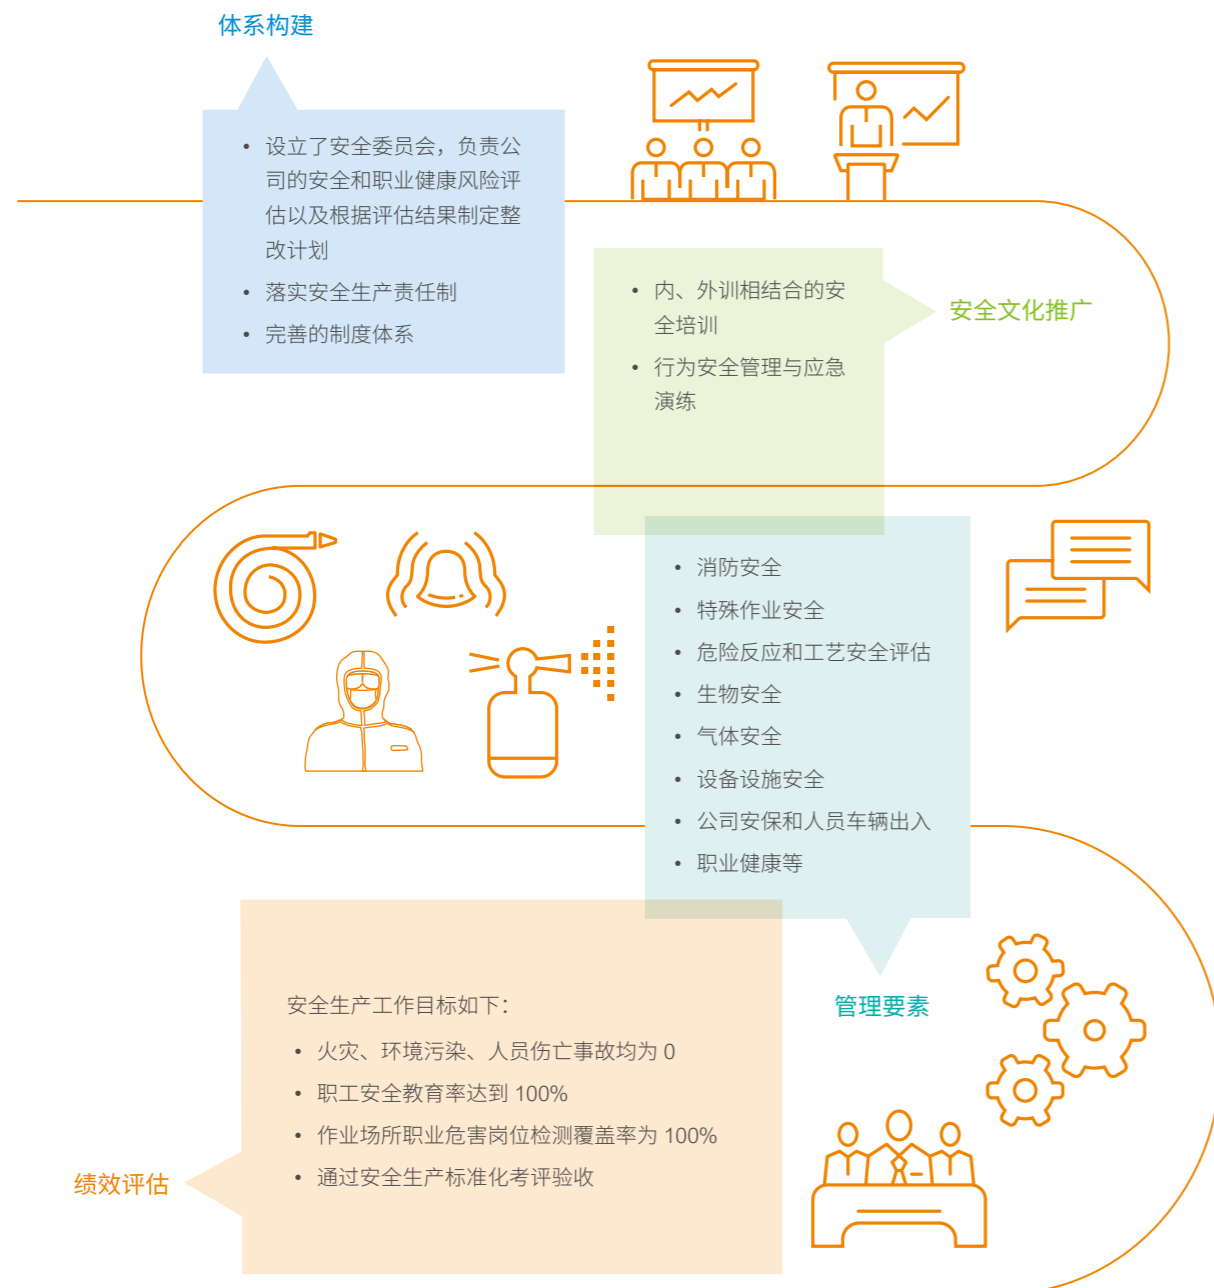 体系构建
• 设立了安全委员会，负责公
司的安全和职业健康风险评
估以及根据评估结果制定整
改计划
• 落实安全生产责任制
• 完善的制度体系
• 内、外训相结合的安
全培训
• 行为安全管理与应急
演练
安全文化推广
• 消防安全
• 特殊作业安全
• 危险反应和工艺安全评估
• 生物安全
• 气体安全
• 设备设施安全
• 公司安保和人员车辆出入
• 职业健康等
管理要素
安全生产工作目标如下：
• 火灾、环境污染、人员伤亡事故均为 0
• 职工安全教育率达到 100%
• 作业场所职业危害岗位检测覆盖率为 100%
• 通过安全生产标准化考评验收
绩效评估